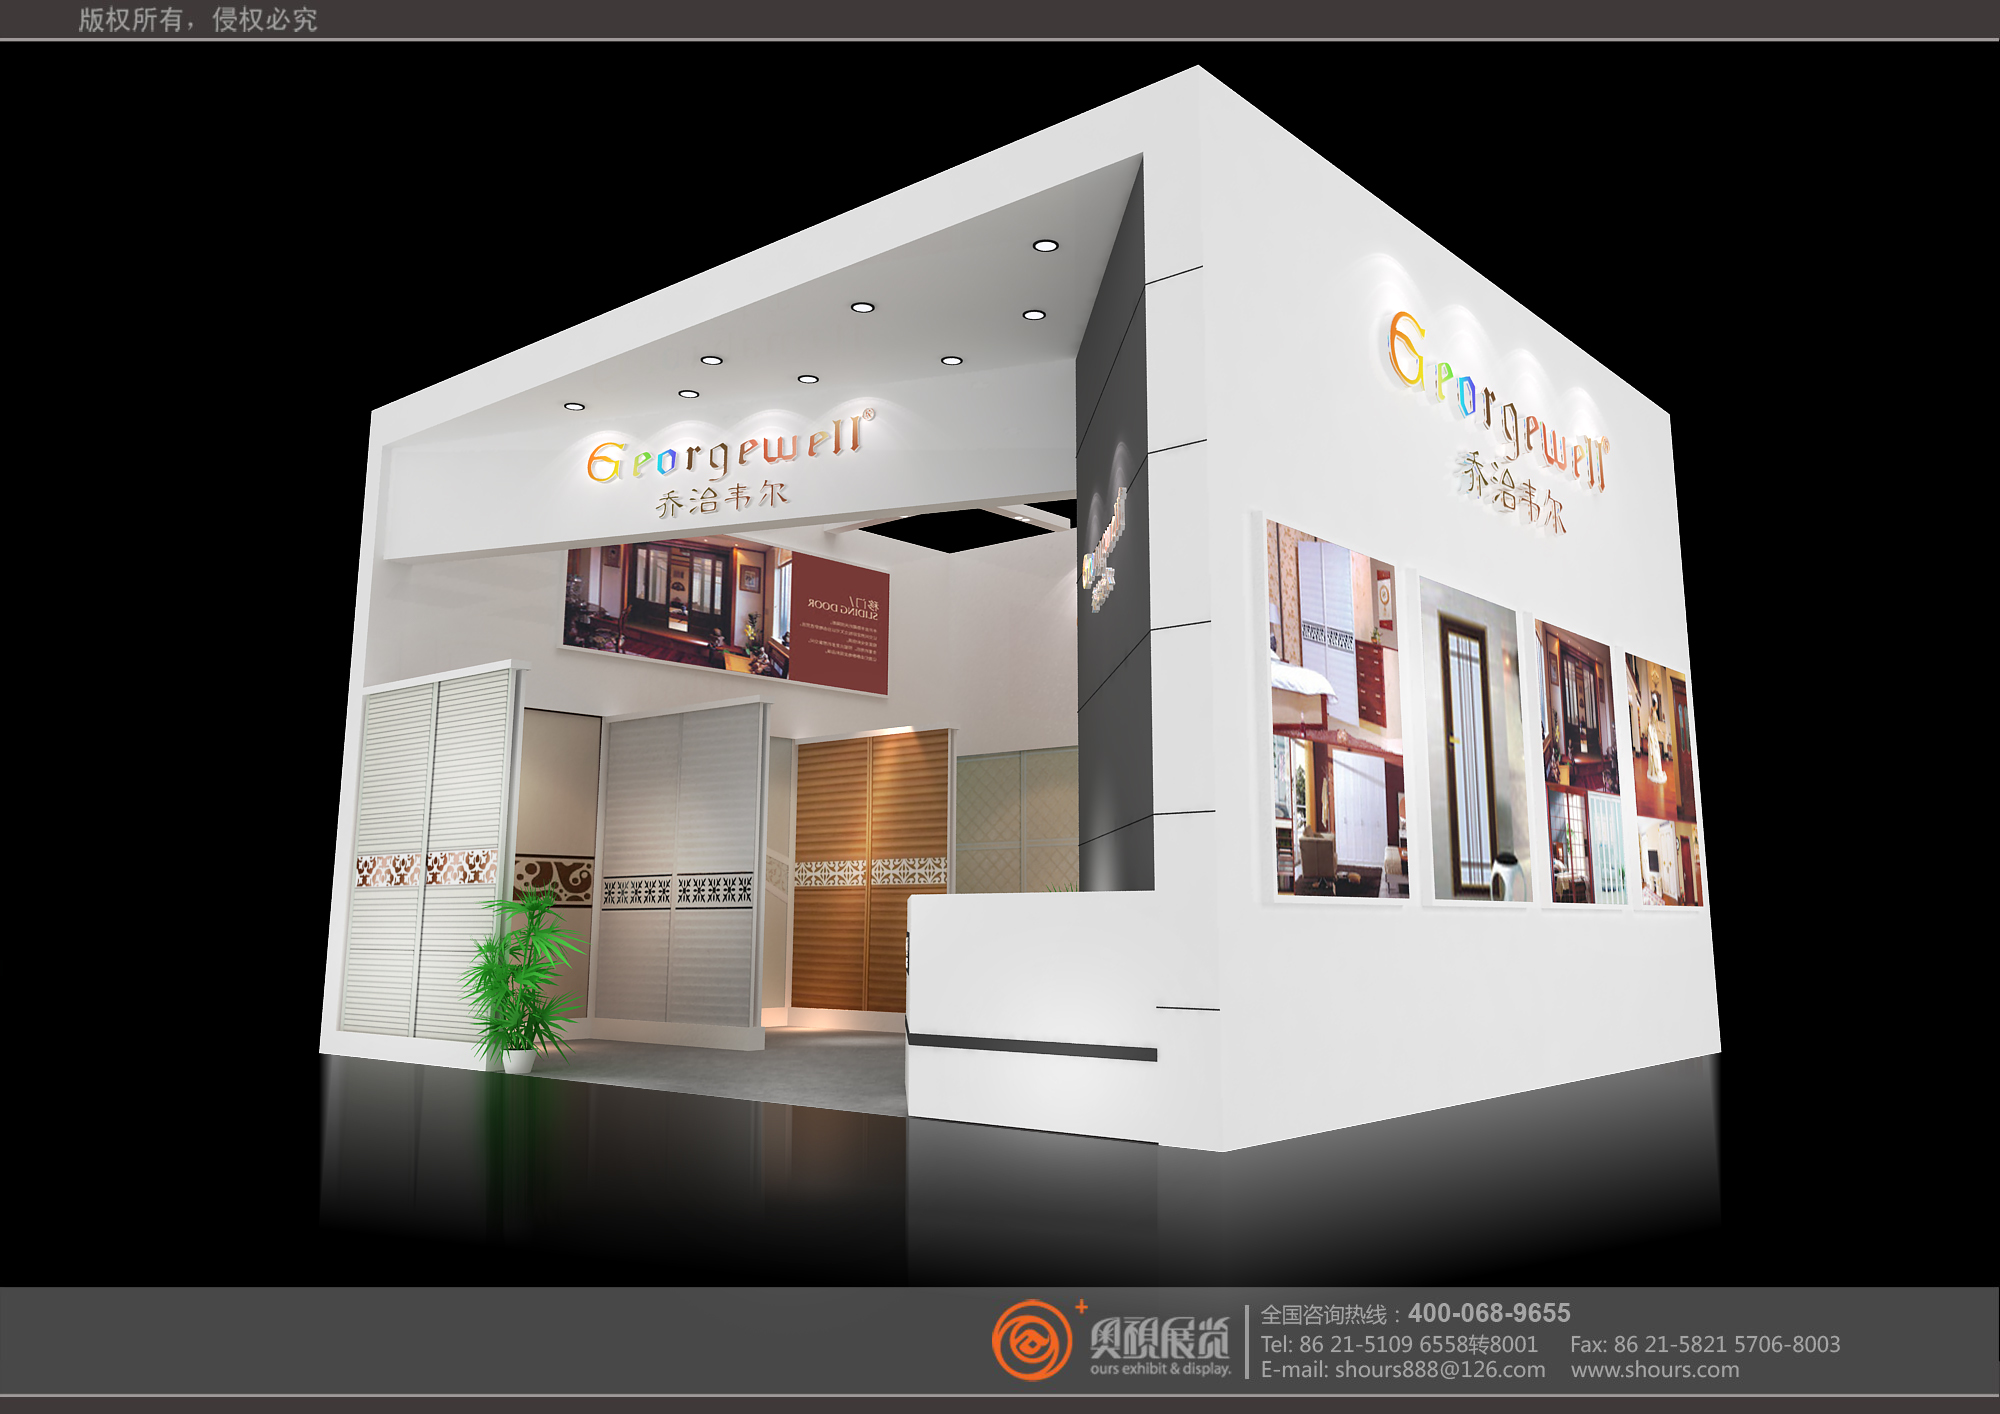 版权所有，侵权必究
Georgewell®
乔治韦尔
Georgewell®
乔治韦尔
移门/
SLIDING DOOR
奥视展览
ours exhibit & display.
全国咨询热线：400-068-9655
Tel: 86 21-5109 6558转8001 Fax: 86 21-5821 5706-8003
E-mail: shours888@126.com www.shours.com